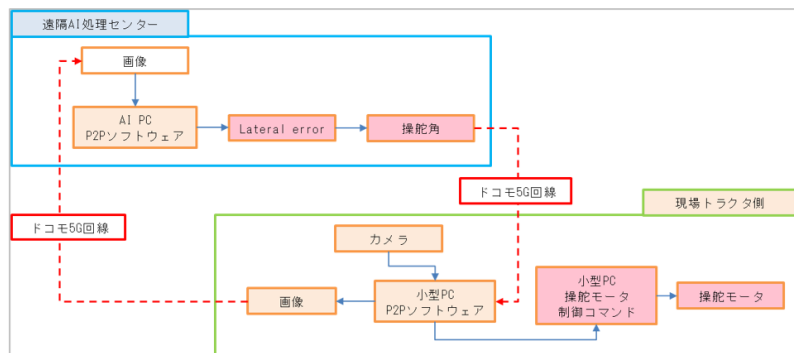 遠隔AI処理センター
画像
AI PC
P2Pソフトウェア
Lateral error
操舵角
ドコモ5G回線
ドコモ5G回線
現場トラクタ側
カメラ
画像
小型PC
P2Pソフトウェア
小型PC
操舵モータ
制御コマンド
操舵モータ